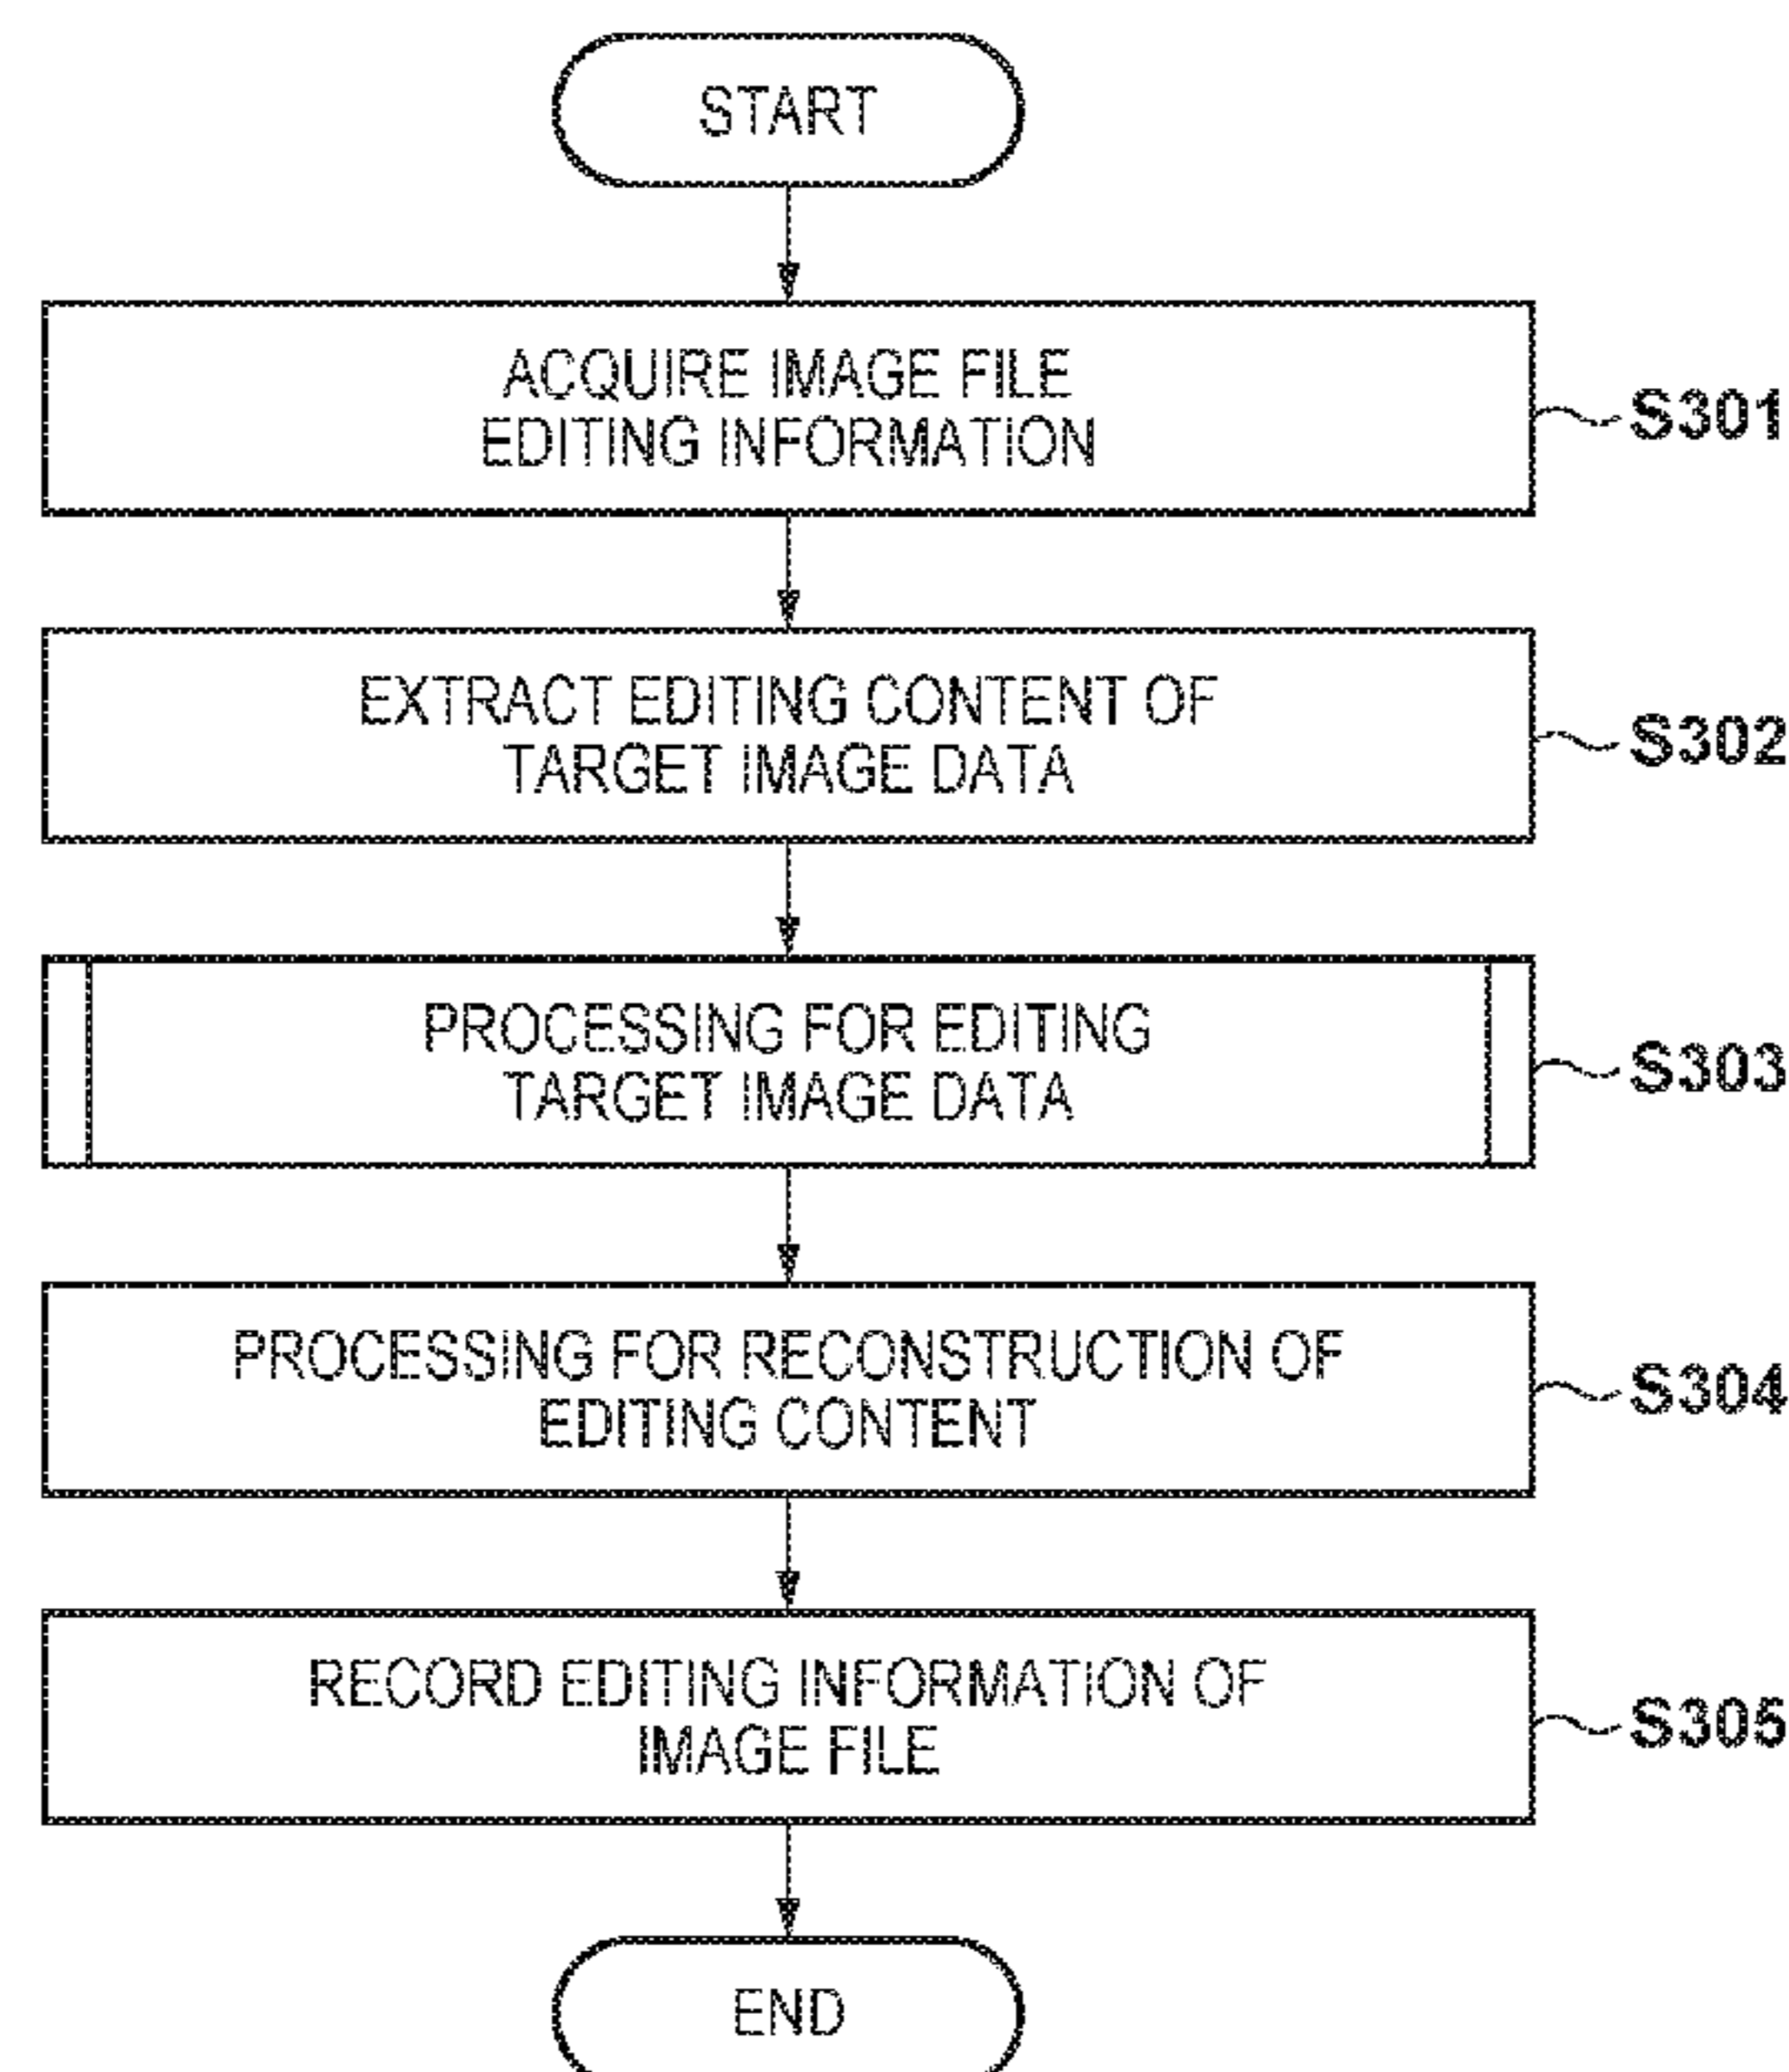 START
ACQUIRE IMAGE FILE
EDITING INFORMATION
S301
EXTRACT EDITING CONTENT OF
TARGET IMAGE DATA
S302
PROCESSING FOR EDITING
TARGET IMAGE DATA
S303
PROCESSING FOR RECONSTRUCTION OF
EDITING CONTENT
S304
RECORD EDITING INFORMATION OF
IMAGE FILE
S305
END